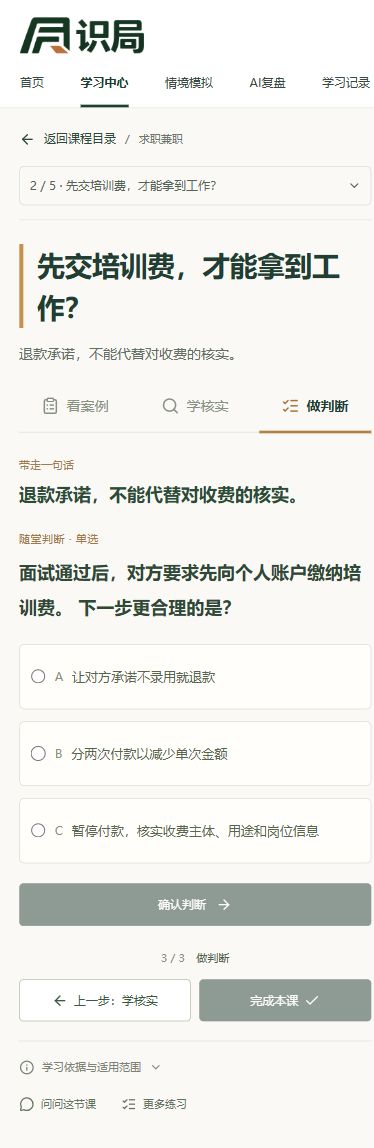 识局
首页 学习中心 情境模拟 AI复盘 学习记录
返回课程目录 / 求职兼职
2 / 5 · 先交培训费，才能拿到工作？
先交培训费，才能拿到工
作？
退款承诺，不能代替对收费的核实。
看案例 学核实 做判断
带走一句话
退款承诺，不能代替对收费的核实。
随堂判断 · 单选
面试通过后，对方要求先向个人账户缴纳培
训费。 下一步更合理的是？
A 让对方承诺不录用就退款
B 分两次付款以减少单次金额
C 暂停付款，核实收费主体、用途和岗位信息
确认判断
3 / 3 做判断
上一步：学核实 完成本课
学习依据与适用范围
问问这节课 更多练习